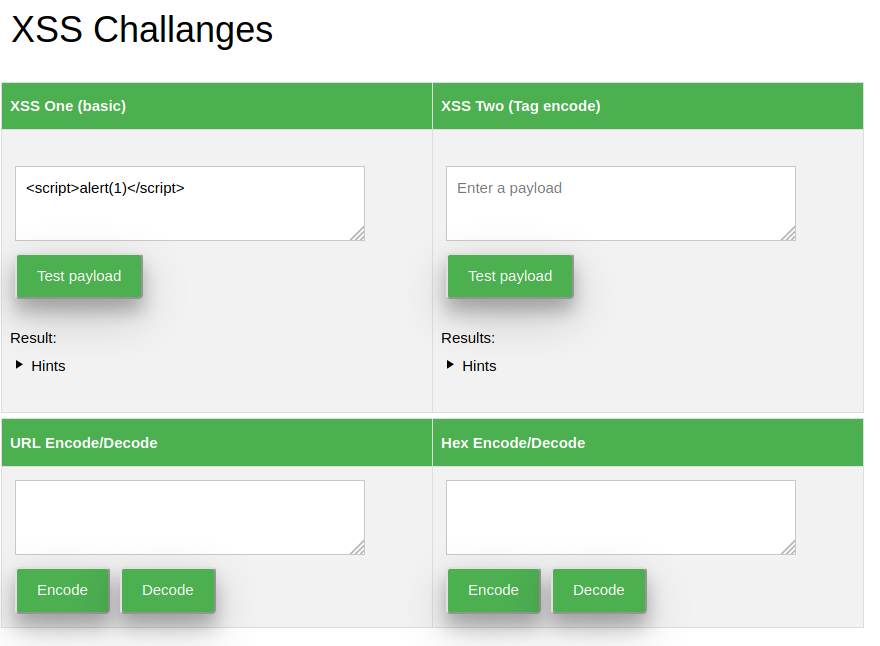 XSS Challanges
XSS One (basic)
XSS Two (Tag encode)
<script>alert(1)</script>
Enter a payload
Test payload
Test payload
Result:
Results:
Hints
Hints
URL Encode/Decode
Hex Encode/Decode
Encode
Decode
Encode
Decode